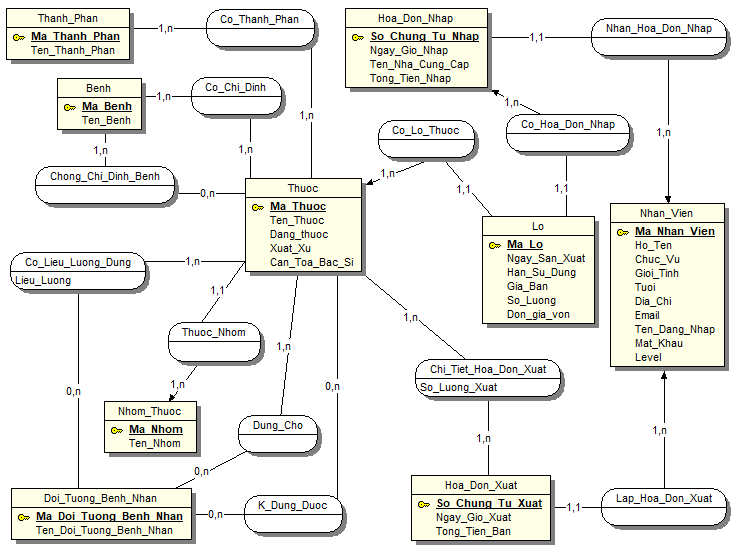 Thanh_Phan
Ma_Thanh_Phan
Ten_Thanh_Phan
1,n
Co_Thanh_Phan
1,n
Hoa_Don_Nhap
So_Chung_Tu_Nhap
Ngay_Gio_Nhap
Ten_Nha_Cung_Cap
Tong_Tien_Nhap
1,1
Nhan_Hoa_Don_Nhap
1,n
Benh
Ma_Benh
Ten_Benh
1,n
Co_Chi_Dinh
1,n
1,n
Chong_Chi_Dinh_Benh
0,n
Co_Lo_Thuoc
1,n
1,1
1,n
Co_Hoa_Don_Nhap
1,1
Thuoc
Ma_Thuoc
Ten_Thuoc
Dang_thuoc
Xuat_Xu
Can_Toa_Bac_Si
Lo
Ma_Lo
Ngay_San_Xuat
Han_Su_Dung
Gia_Ban
So_Luong
Don_gia_von
Nhan_Vien
Ma_Nhan_Vien
Ho_Ten
Chuc_Vu
Gioi_Tinh
Tuoi
Dia_Chi
Email
Ten_Dang_Nhap
Mat_Khau
Level
Co_Lieu_Luong_Dung
Lieu_Luong
1,n
0,n
1,1
Thuoc_Nhom
1,n
1,n
0,n
1,n
Chi_Tiet_Hoa_Don_Xuat
So_Luong_Xuat
1,n
Nhom_Thuoc
Ma_Nhom
Ten_Nhom
Dung_Cho
0,n
1,n
Doi_Tuong_Benh_Nhan
Ma_Doi_Tuong_Benh_Nhan
Ten_Doi_Tuong_Benh_Nhan
0,n
K_Dung_Duoc
Hoa_Don_Xuat
So_Chung_Tu_Xuat
Ngay_Gio_Xuat
Tong_Tien_Ban
1,1
Lap_Hoa_Don_Xuat